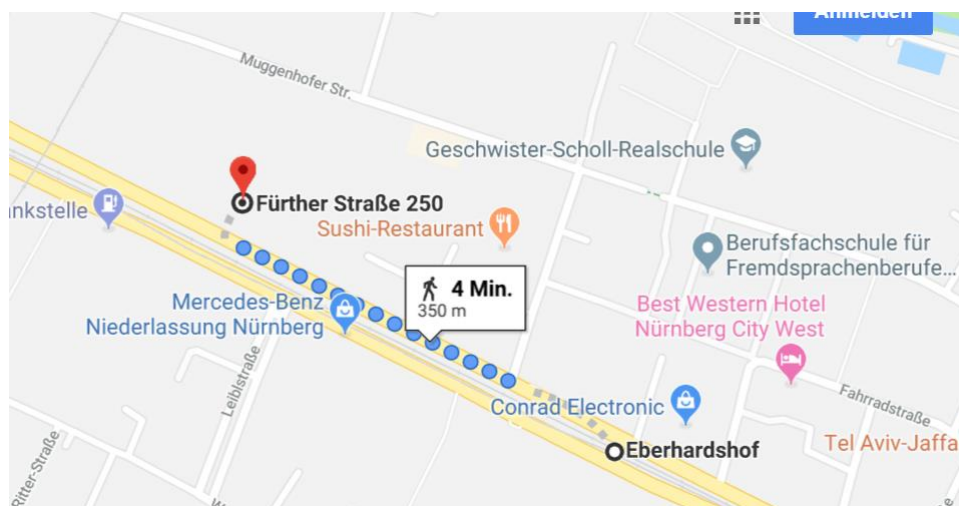 Anmelden
Muggenhofer Str.
Geschwister-Scholl-Realschule
Fürther Straße 250
nkstelle
Sushi-Restaurant
Berufsfachschule für
Fremdsprachenberufe...
4 Min.
350 m
Mercedes-Benz
Niederlassung Nürnberg
Best Western Hotel
Nürnberg City West
Leiblstraße
Fahrradstraße
Conrad Electronic
Tel Aviv-Jaffa
Eberhardshof
Ritter-Straße
W